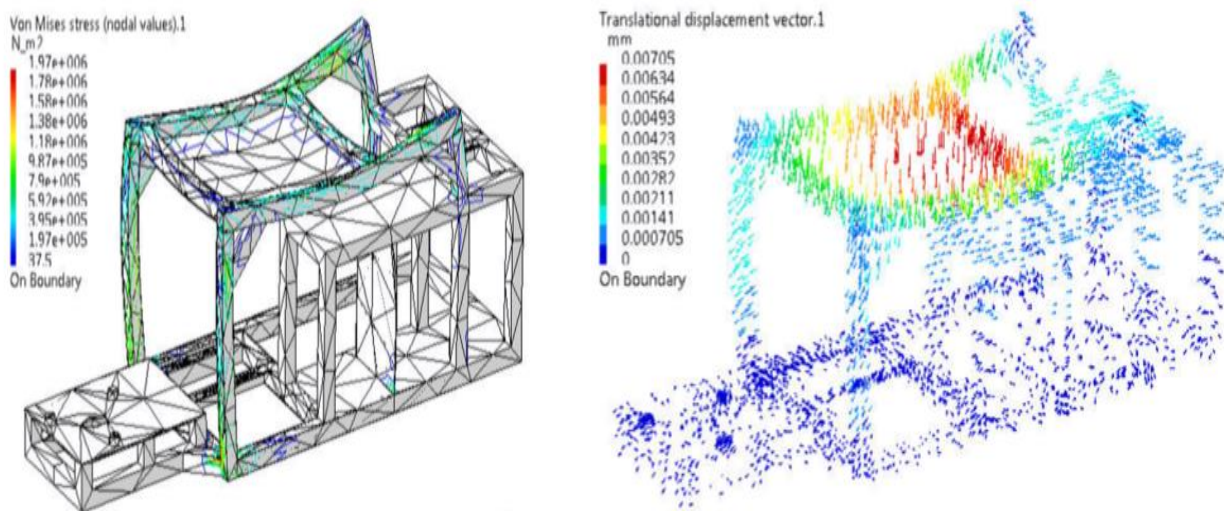 Von Mises stress (nodal values).1
N_m2
1.97e+006
1.78e+006
1.58e+006
1.38e+006
1.18e+006
9.87e+005
7.9e+005
5.92e+005
3.95e+005
1.97e+005
37.5
On Boundary
Translational displacement vector.1
mm
0.00705
0.00634
0.00564
0.00493
0.00423
0.00352
0.00282
0.00211
0.00141
0.000705
0
On Boundary